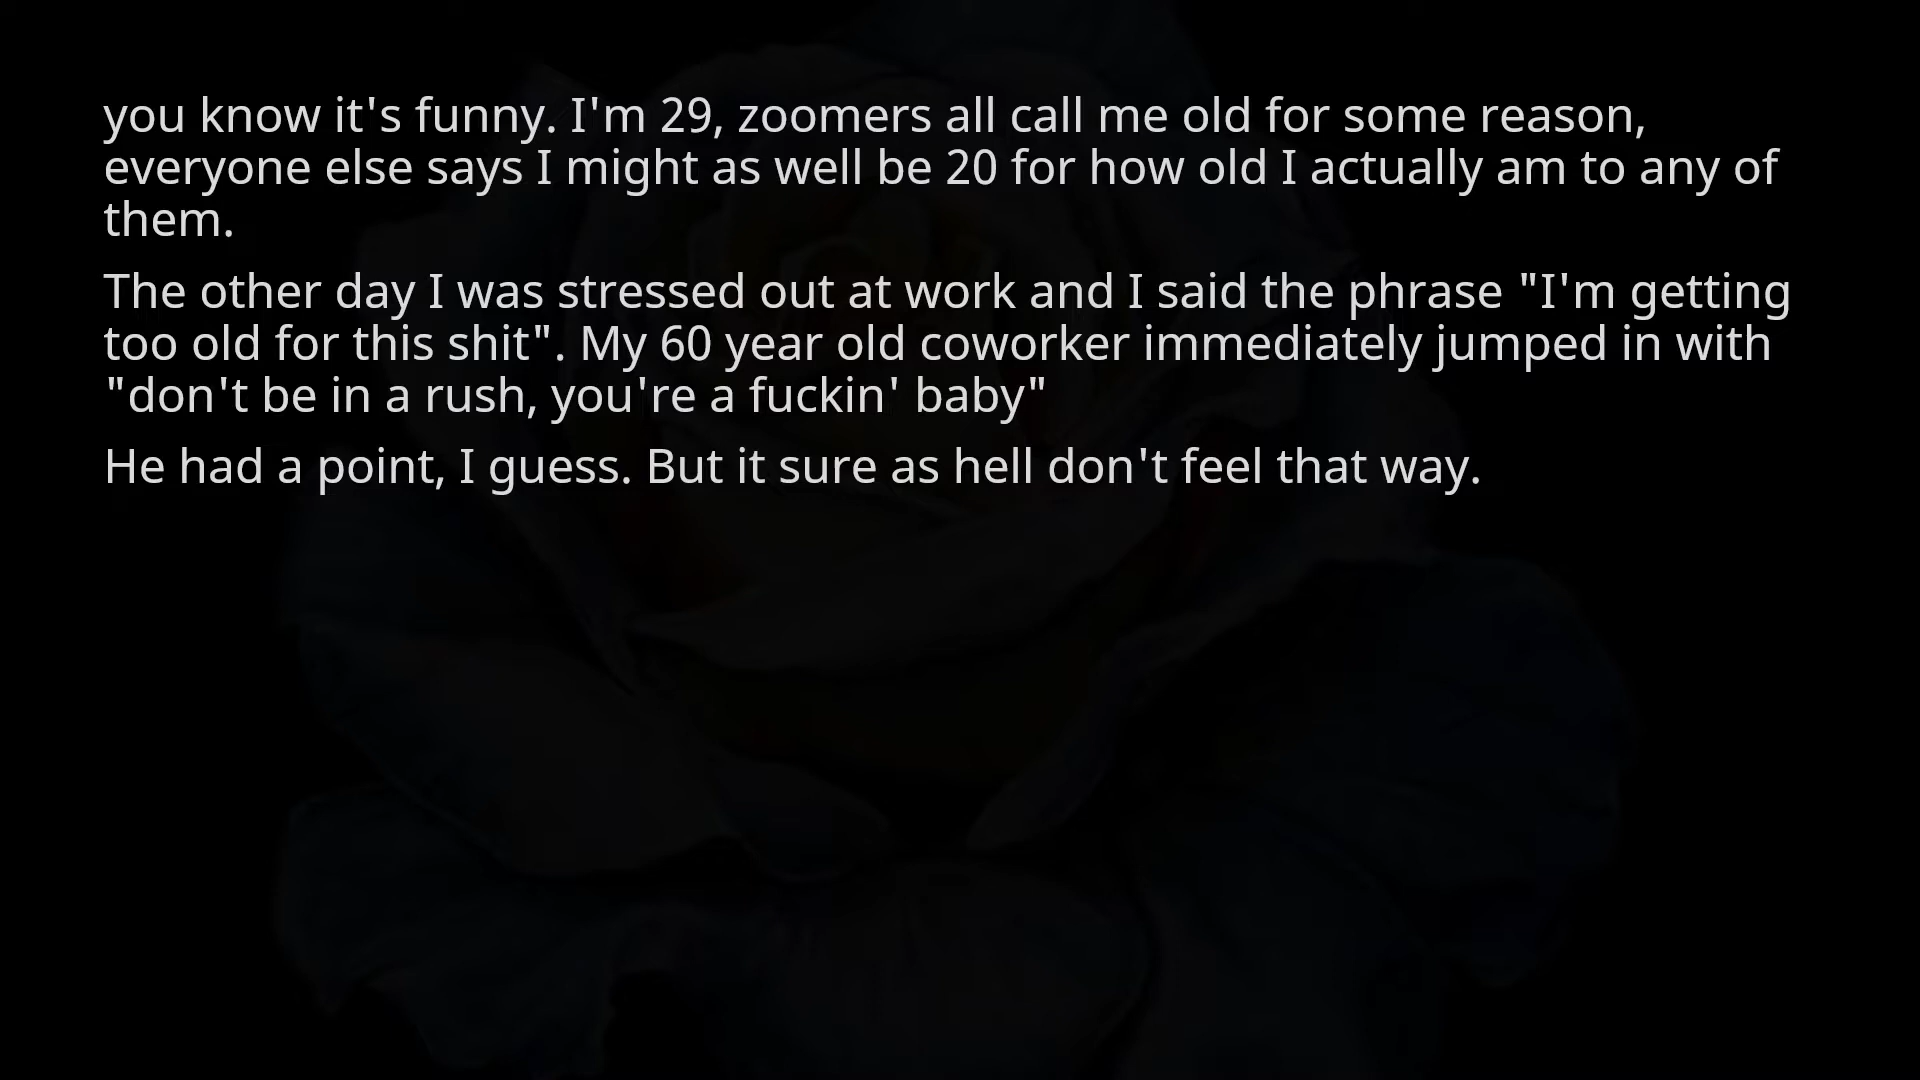 you know it's funny. I'm 29, zoomers all call me old for some reason,
everyone else says I might as well be 20 for how old I actually am to any of
them.
The other day I was stressed out at work and I said the phrase "I'm getting
too old for this shit". My 60 year old coworker immediately jumped in with
"don't be in a rush, you're a fuckin' baby"
He had a point, I guess. But it sure as hell don't feel that way.